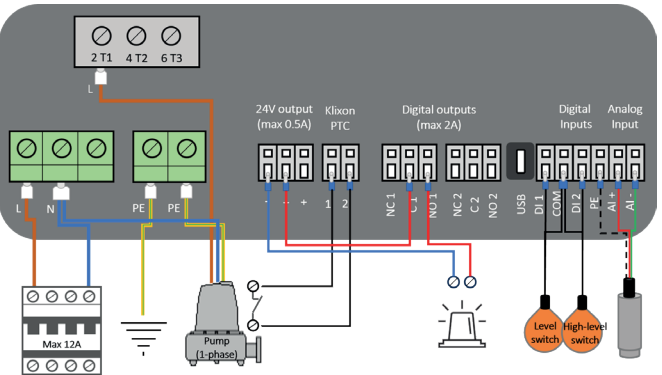 2 T1 4 T2 6 T3
L
24V output
(max 0.5A)
Klixon
PTC
Digital outputs
(max 2A)
Digital
Inputs
Analog
Input
L
N
PE
PE
-
+
+
1
2
NC 1
C 1
NO 1
NC 2
C 2
NO 2
USB
DI 1
COM
DI 2
PE
AI +
AI -
Max 12A
Pump
(1-phase)
Level
switch
High-level
switch